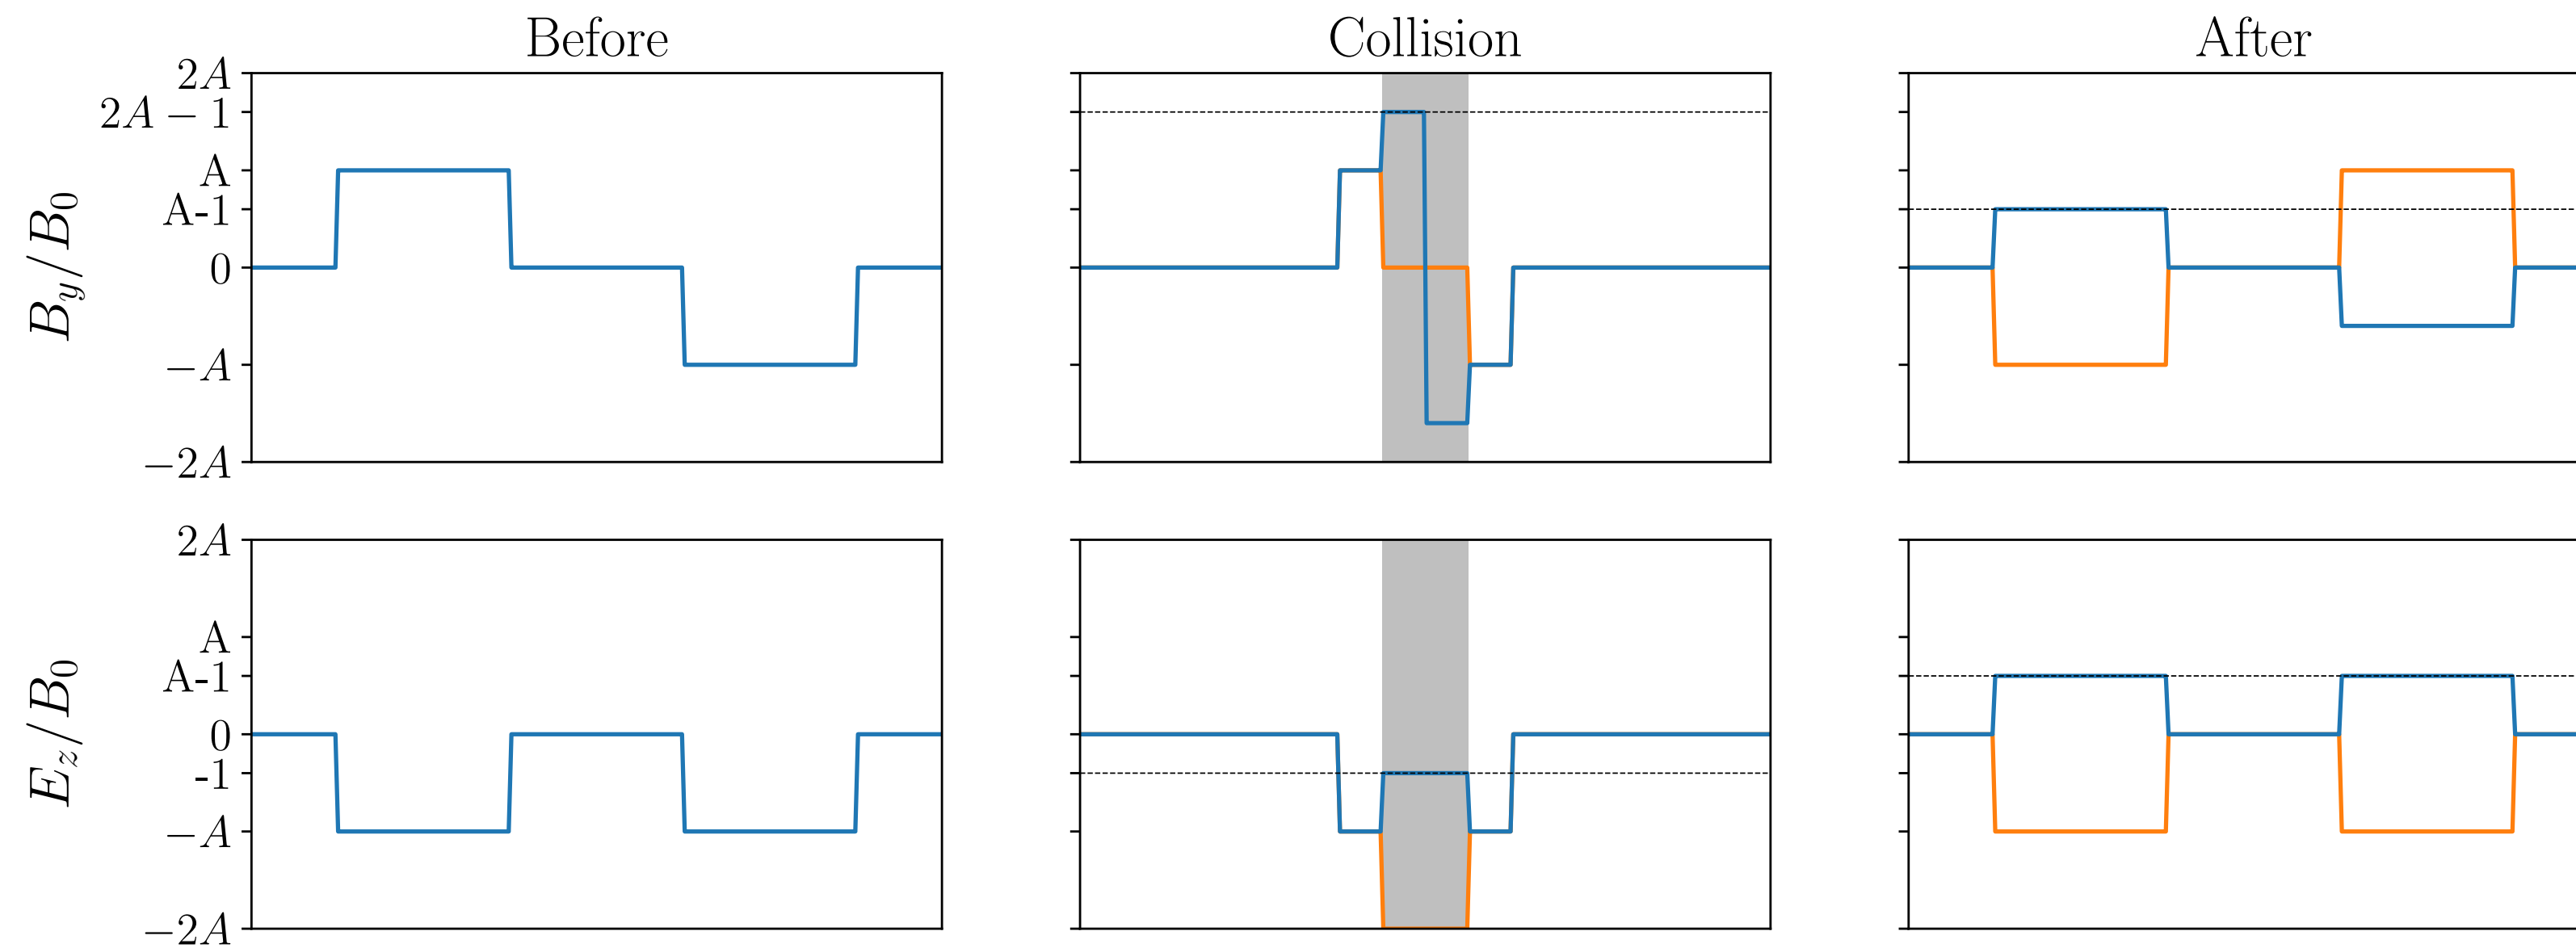 Before
Collision
After
2A
2A − 1
A
A-1
0
−A
−2A
B_y/B_0
2A
A
A-1
0
-1
−A
−2A
E_z/B_0